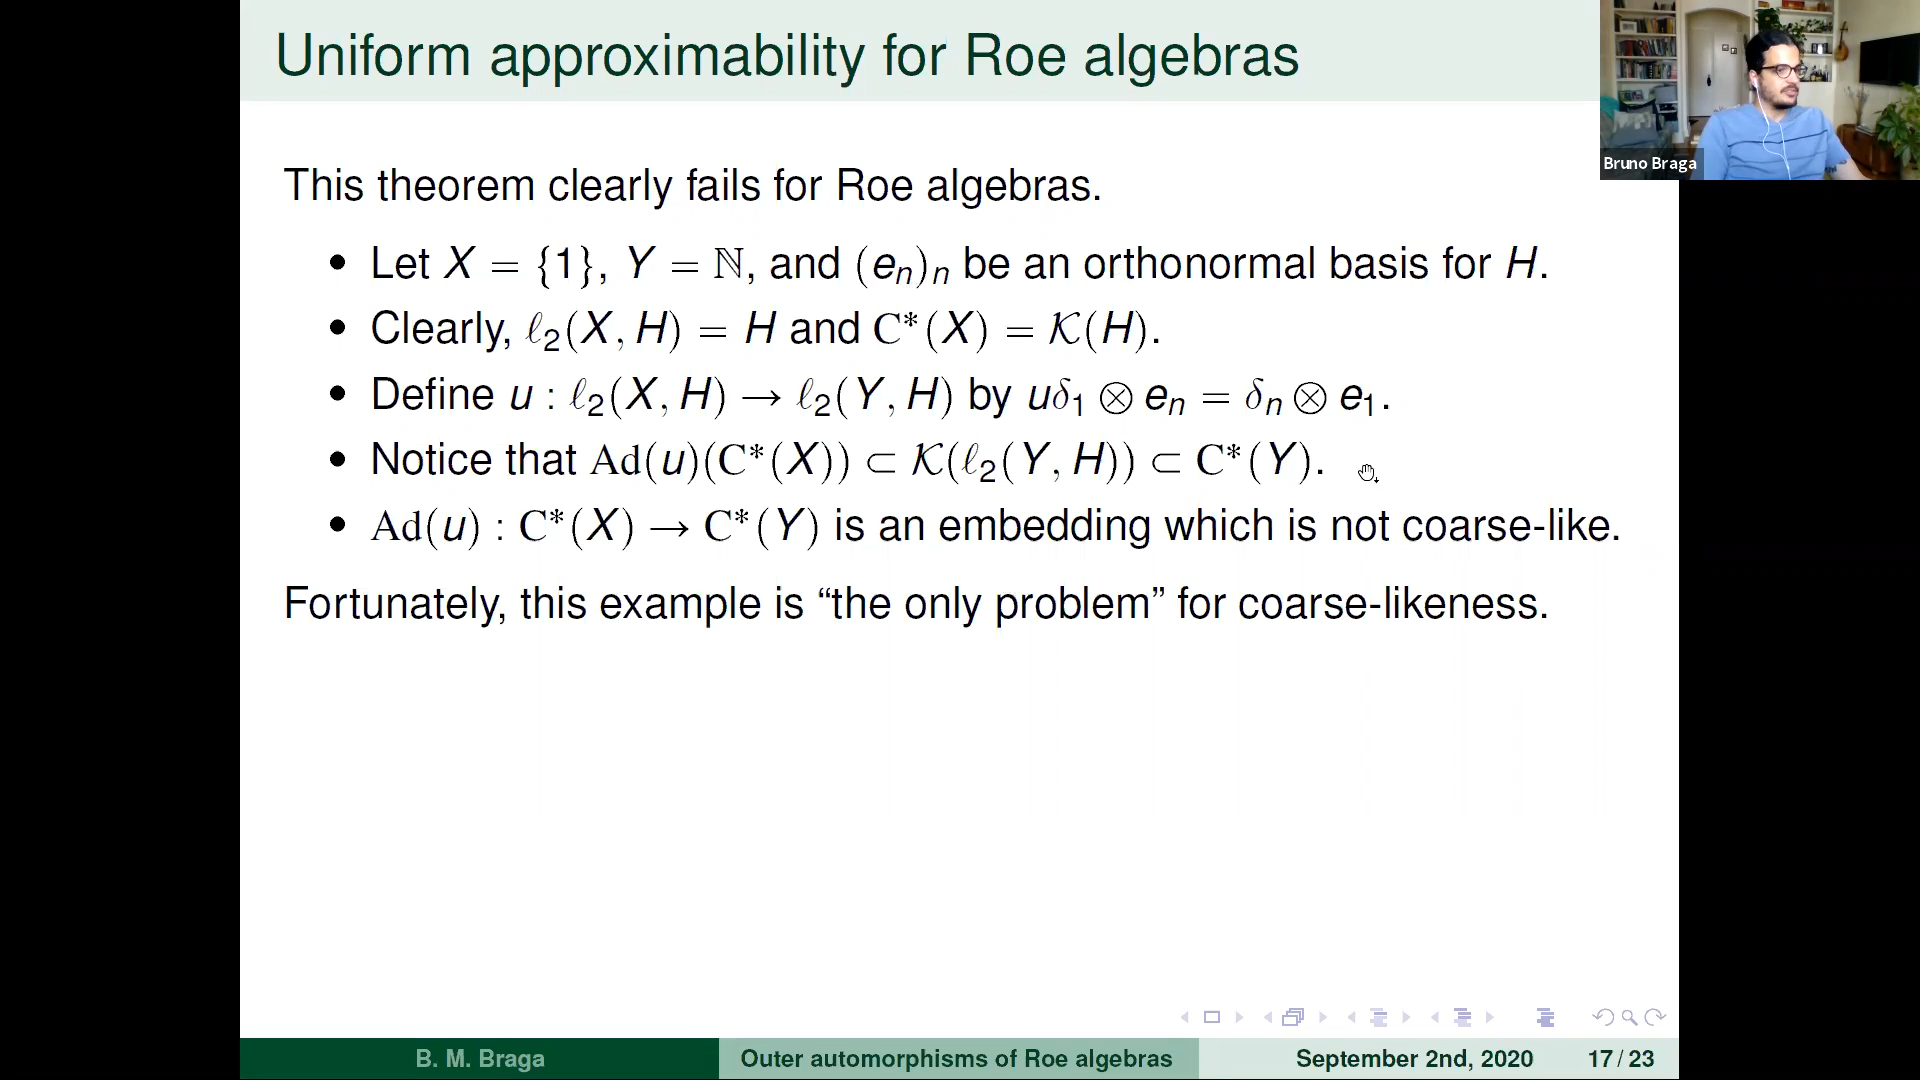 Uniform approximability for Roe algebras
Bruno Braga
This theorem clearly fails for Roe algebras.
• Let X = {1}, Y = ℕ, and (eₙ)ₙ be an orthonormal basis for H.
• Clearly, ℓ₂(X, H) = H and C*(X) = 𝒦(H).
• Define u : ℓ₂(X, H) → ℓ₂(Y, H) by uδ₁ ⊗ eₙ = δₙ ⊗ e₁.
• Notice that Ad(u)(C*(X)) ⊂ 𝒦(ℓ₂(Y, H)) ⊂ C*(Y).
• Ad(u) : C*(X) → C*(Y) is an embedding which is not coarse-like.
Fortunately, this example is “the only problem” for coarse-likeness.
B. M. Braga
Outer automorphisms of Roe algebras
September 2nd, 2020
17 / 23